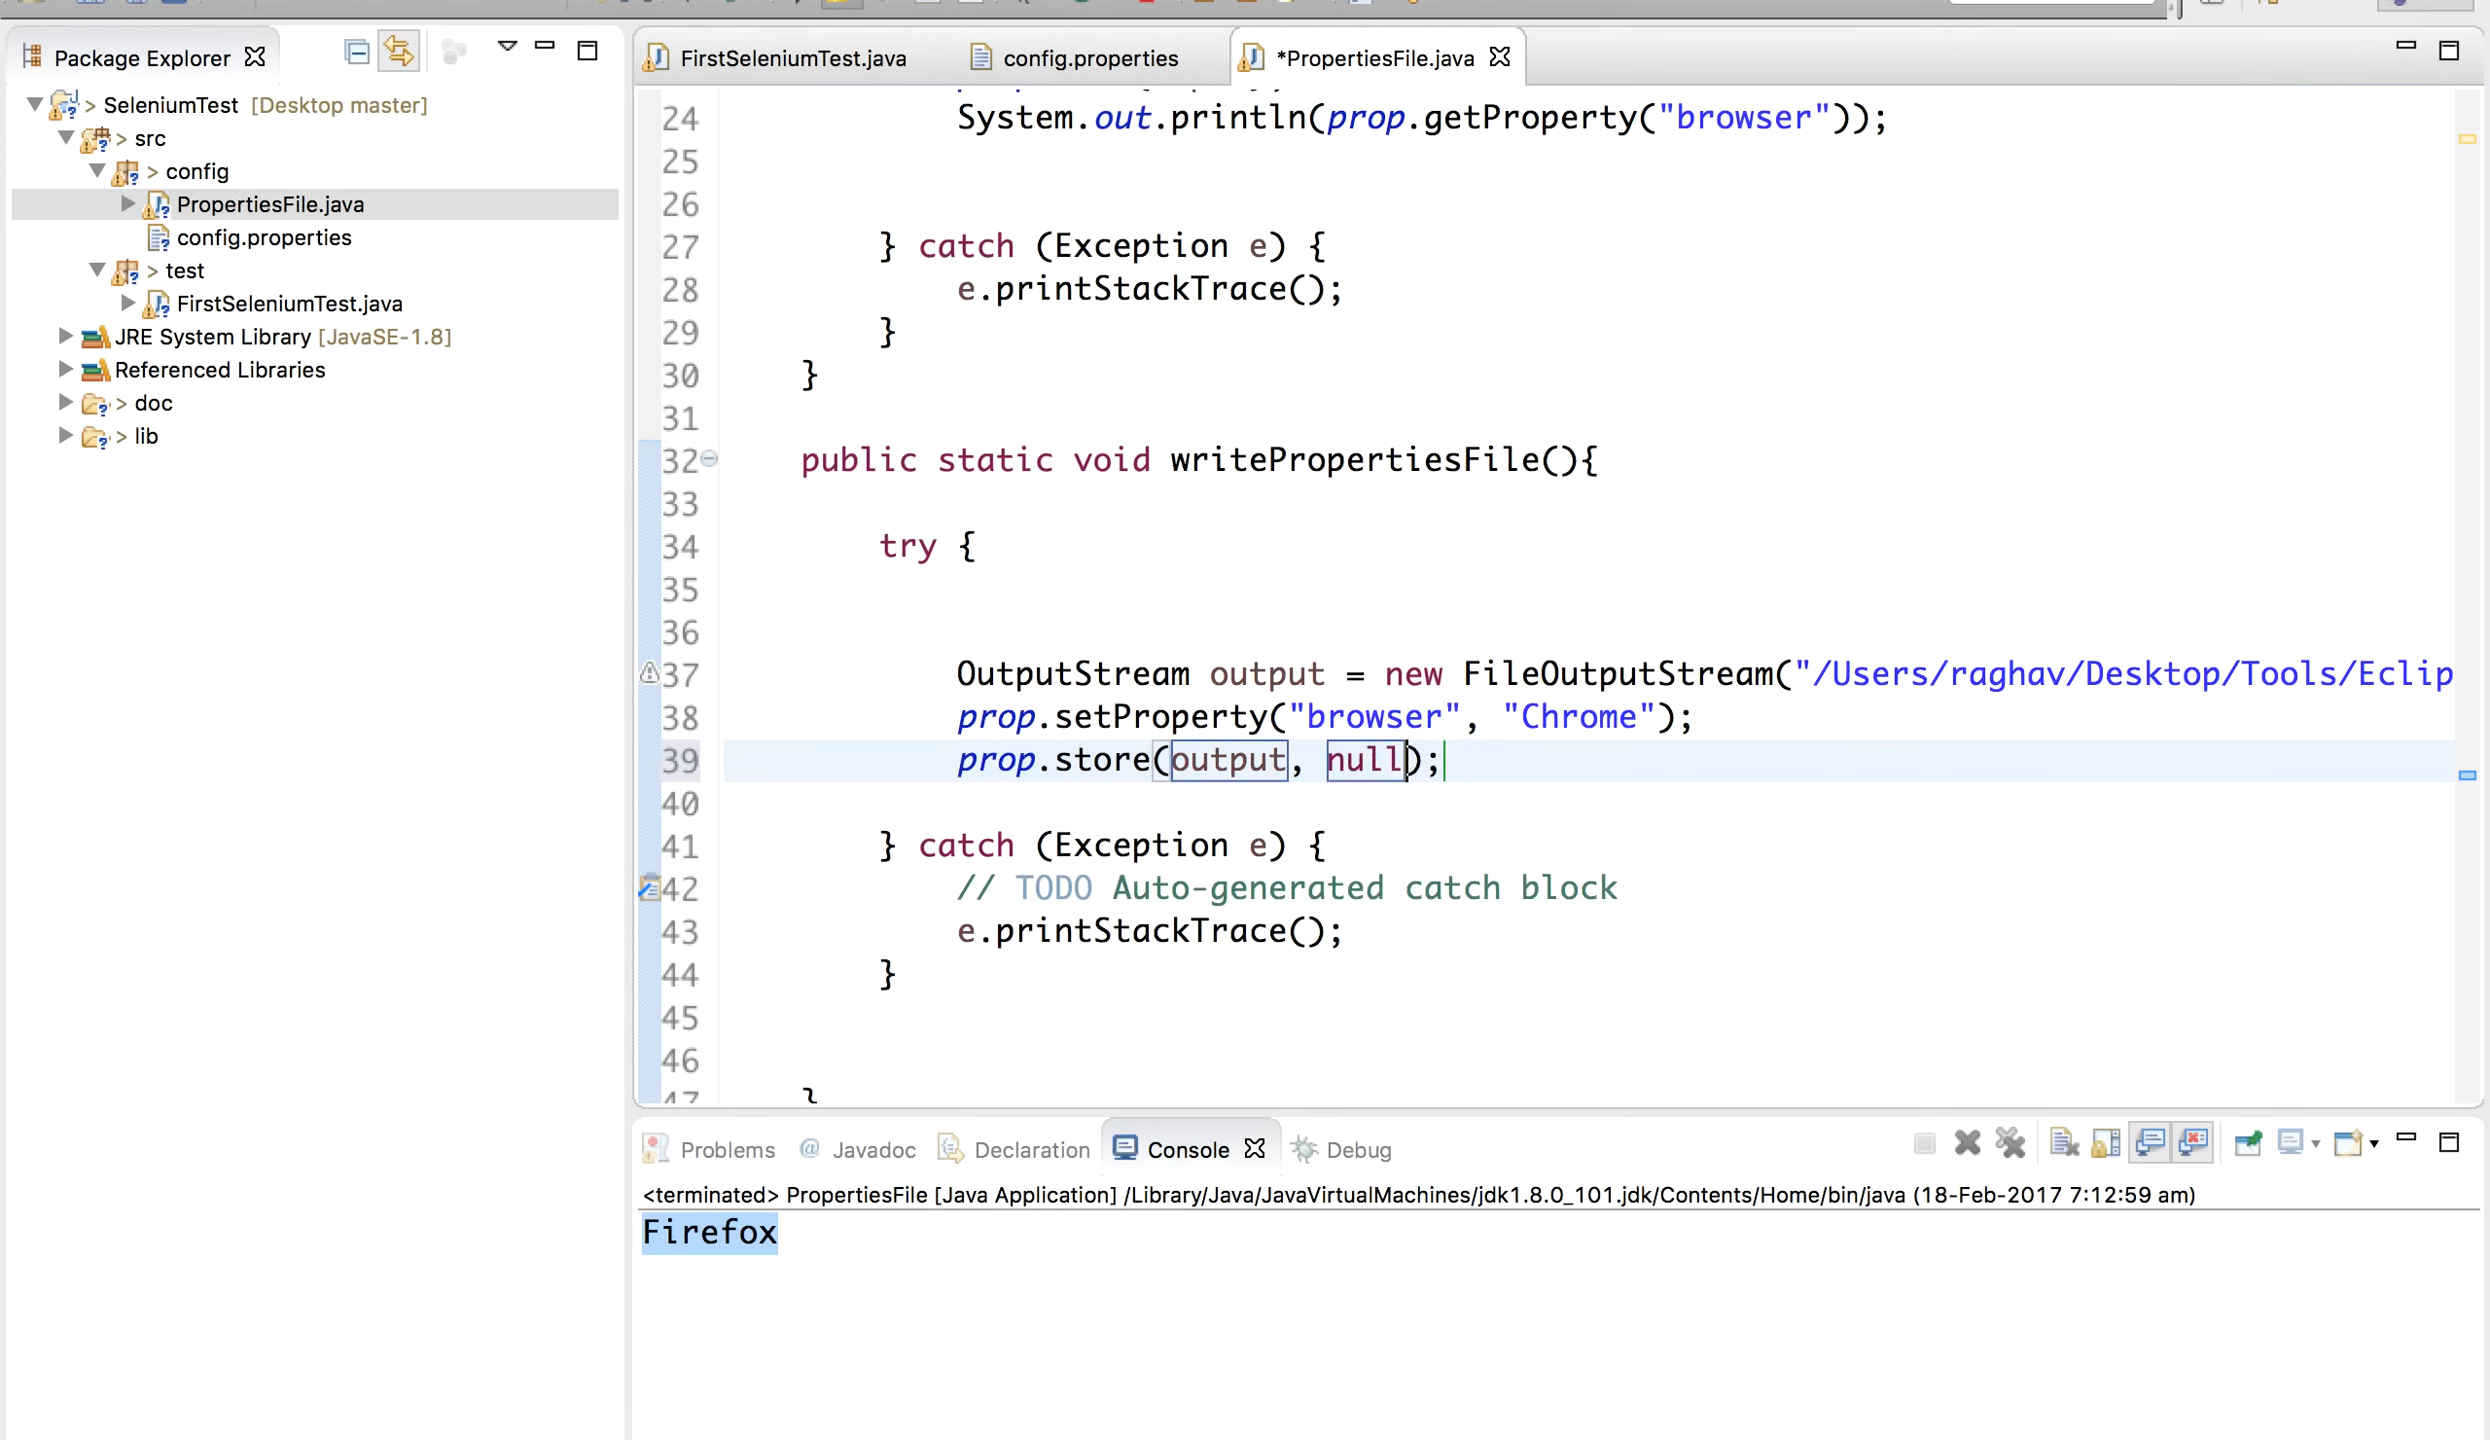 Package Explorer
> SeleniumTest [Desktop master]
> src
> config
PropertiesFile.java
config.properties
> test
FirstSeleniumTest.java
JRE System Library [JavaSE-1.8]
Referenced Libraries
> doc
> lib
FirstSeleniumTest.java
config.properties
*PropertiesFile.java
24 System.out.println(prop.getProperty("browser"));
25
26
27 } catch (Exception e) {
28 e.printStackTrace();
29 }
30 }
31
32 public static void writePropertiesFile(){
33
34 try {
35
36
37 OutputStream output = new FileOutputStream("/Users/raghav/Desktop/Tools/Eclip
38 prop.setProperty("browser", "Chrome");
39 prop.store(output, null);
40
41 } catch (Exception e) {
42 // TODO Auto-generated catch block
43 e.printStackTrace();
44 }
45
46
47 }
Problems @ Javadoc Declaration Console Debug
<terminated> PropertiesFile [Java Application] /Library/Java/JavaVirtualMachines/jdk1.8.0_101.jdk/Contents/Home/bin/java (18-Feb-2017 7:12:59 am)
Firefox